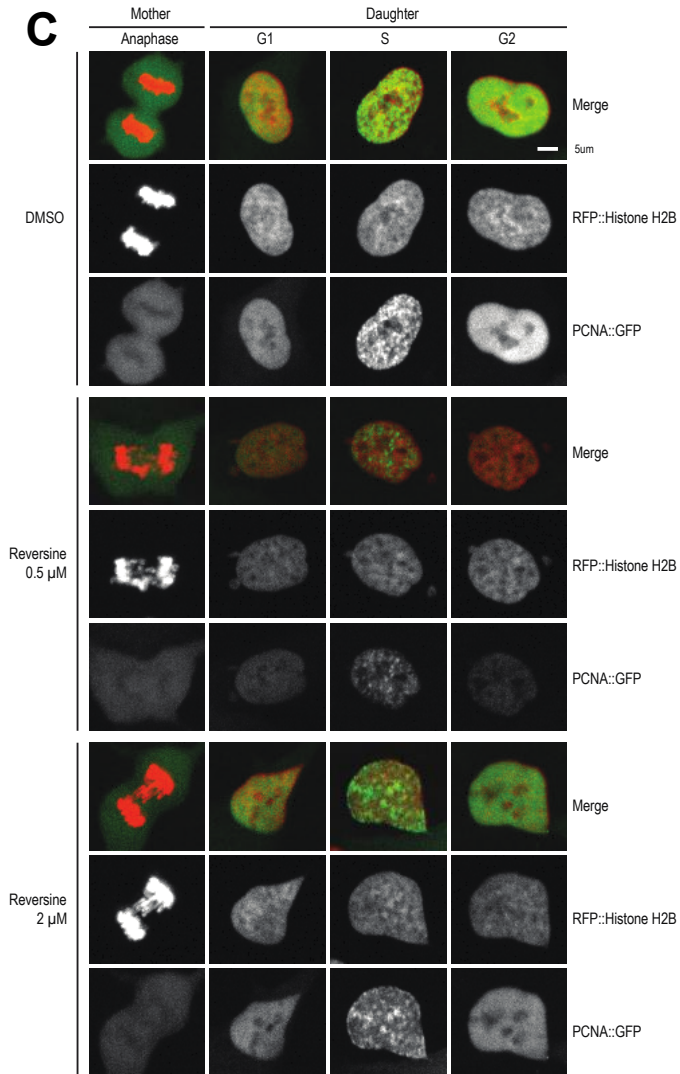 C
Mother
Daughter
Anaphase
G1
S
G2
DMSO
Merge
5um
RFP::Histone H2B
PCNA::GFP
Reversine
0.5 µM
Merge
RFP::Histone H2B
PCNA::GFP
Reversine
2 µM
Merge
RFP::Histone H2B
PCNA::GFP